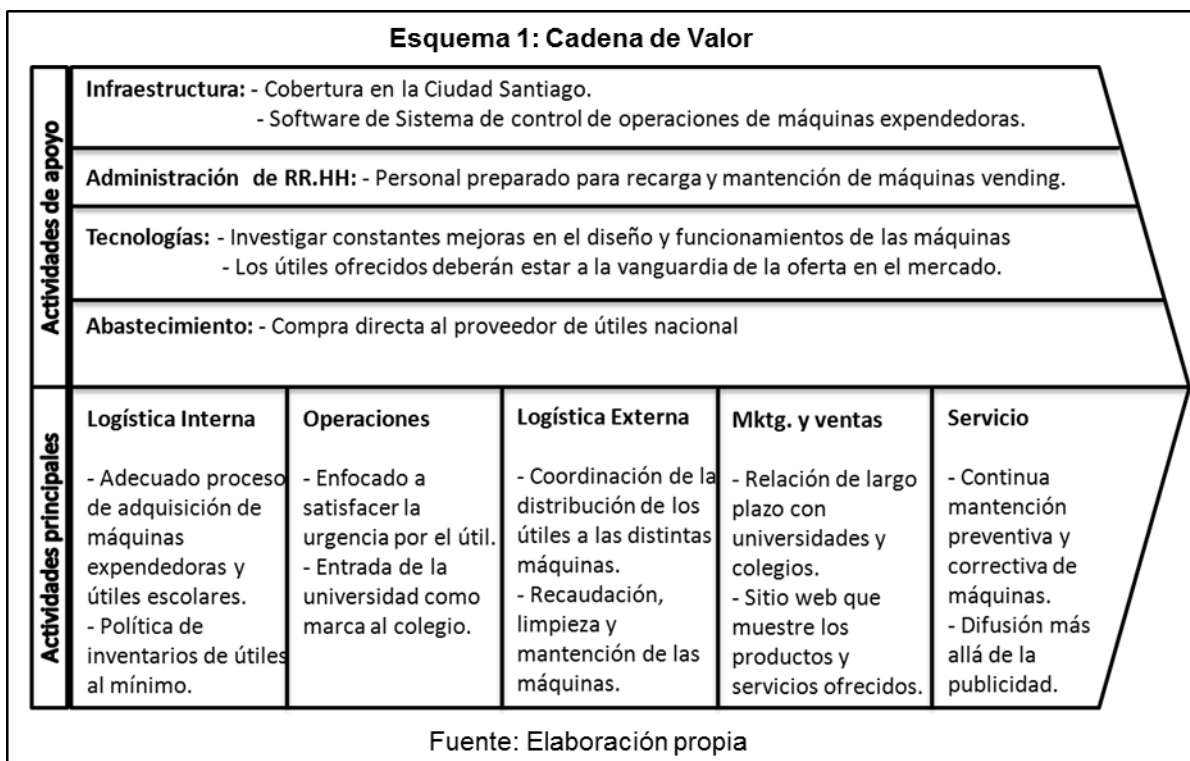 Esquema 1: Cadena de Valor
Actividades de apoyo
Infraestructura: - Cobertura en la Ciudad Santiago.
- Software de Sistema de control de operaciones de máquinas expendedoras.
Administración de RR.HH: - Personal preparado para recarga y mantención de máquinas vending.
Tecnologías: - Investigar constantes mejoras en el diseño y funcionamientos de las máquinas
- Los útiles ofrecidos deberán estar a la vanguardia de la oferta en el mercado.
Abastecimiento: - Compra directa al proveedor de útiles nacional
Actividades principales
Logística Interna
- Adecuado proceso
de adquisición de
máquinas
expendedoras y
útiles escolares.
- Política de
inventarios de útiles
al mínimo.
Operaciones
- Enfocado a
satisfacer la
urgencia por el útil.
- Entrada de la
universidad como
marca al colegio.
Logística Externa
- Coordinación de la
distribución de los
útiles a las distintas
máquinas.
- Recaudación,
limpieza y
mantención de las
máquinas.
Mktg. y ventas
- Relación de largo
plazo con
universidades y
colegios.
- Sitio web que
muestre los
productos y
servicios ofrecidos.
Servicio
- Continua
mantención
preventiva y
correctiva de
máquinas.
- Difusión más
allá de la
publicidad.
Fuente: Elaboración propia